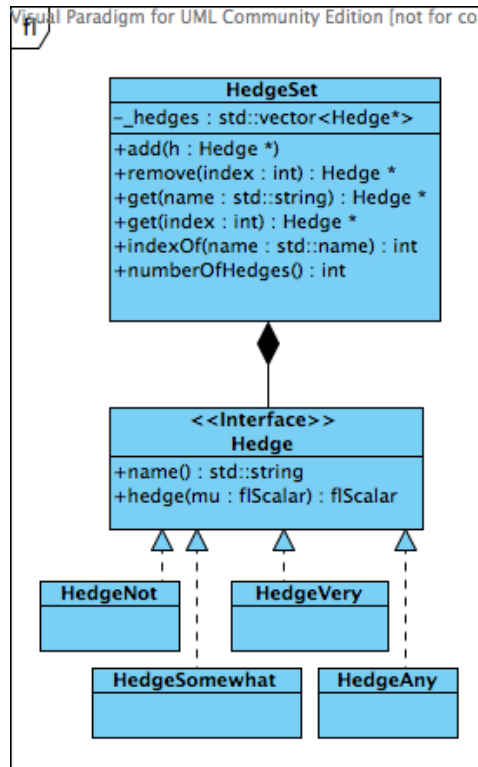 Visual Paradigm for UML Community Edition [not for co
fl
HedgeSet
-_hedges : std::vector<Hedge*>
+add(h : Hedge *)
+remove(index : int) : Hedge *
+get(name : std::string) : Hedge *
+get(index : int) : Hedge *
+indexOf(name : std::name) : int
+numberOfHedges() : int
<<Interface>>
Hedge
+name() : std::string
+hedge(mu : flScalar) : flScalar
HedgeNot
HedgeVery
HedgeSomewhat
HedgeAny